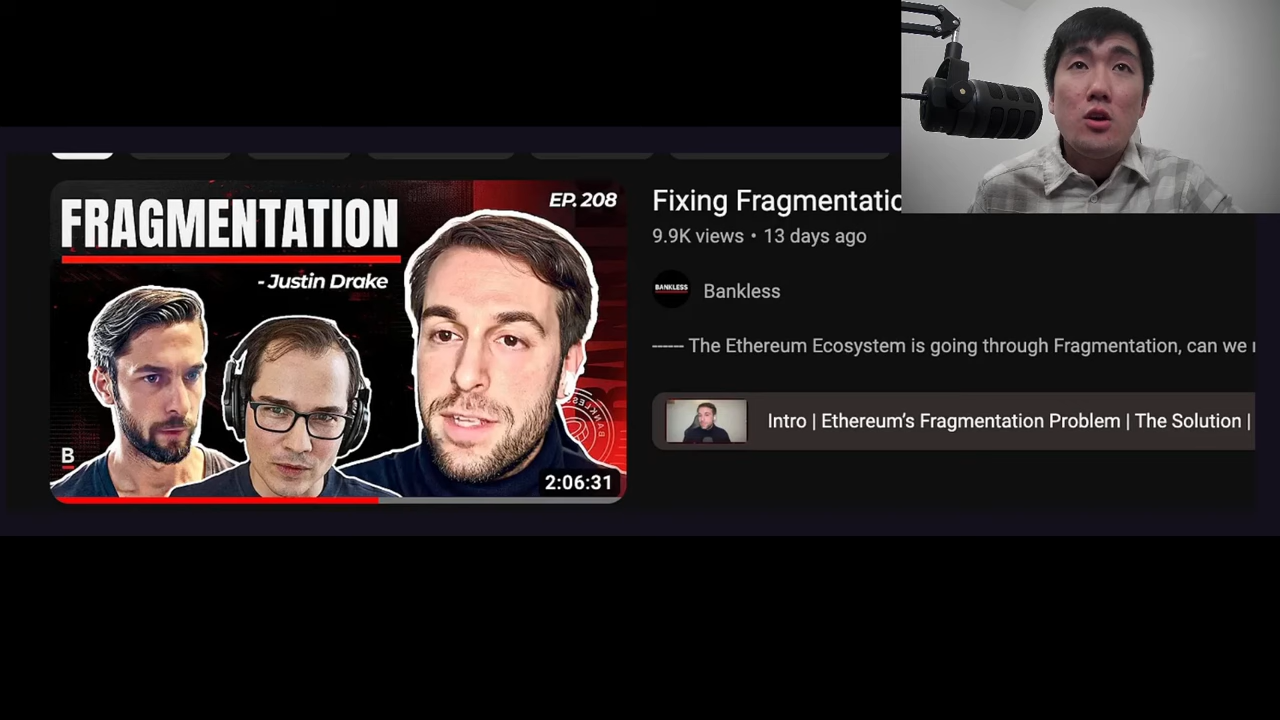 FRAGMENTATION
- Justin Drake
EP. 208
B
2:06:31
Fixing Fragmentatio
9.9K views • 13 days ago
BANKLESS
Bankless
------ The Ethereum Ecosystem is going through Fragmentation, can we
Intro | Ethereum's Fragmentation Problem | The Solution |